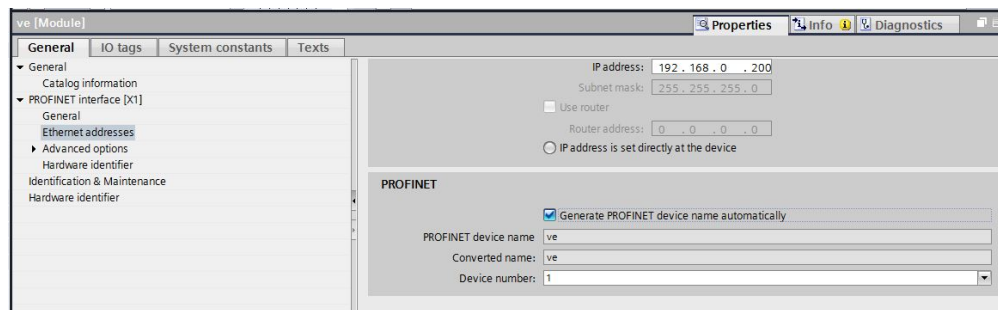 ve [Module]
Properties
Info
Diagnostics
General
IO tags
System constants
Texts
General
Catalog information
PROFINET interface [X1]
General
Ethernet addresses
Advanced options
Hardware identifier
Identification & Maintenance
Hardware identifier
IP address: 192 . 168 . 0 . 200
Subnet mask: 255 . 255 . 255 . 0
Use router
Router address: 0 . 0 . 0 . 0
IP address is set directly at the device
PROFINET
Generate PROFINET device name automatically
PROFINET device name ve
Converted name: ve
Device number: 1